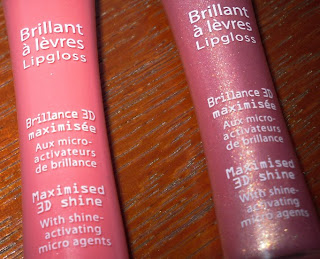 Brillant
à lèvres
Lipgloss
Brillance 3D
maximisée
Aux micro-
activateurs
de brillance
Maximised
3D shine
With shine-
activating
micro agents
Brillant
à lèvres
Lipgloss
Brillance 3D
maximisée
Aux micro-
activateurs
de brillance
Maximised
3D shine
With shine-
activating
micro agents